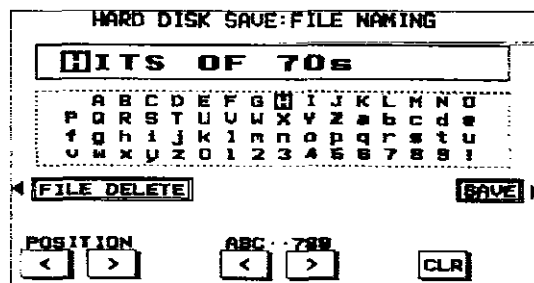 HARD DISK SAVE:FILE NAMING
HITS OF 70s
A B C D E F G H I J K L M N O
P Q R S T U V W X Y Z a b c d e
f g h i j k l m n o p q r s t u
v w x y z 0 1 2 3 4 5 6 7 8 9 !
FILE DELETE SAVE
POSITION ABC··789
< > < > CLR